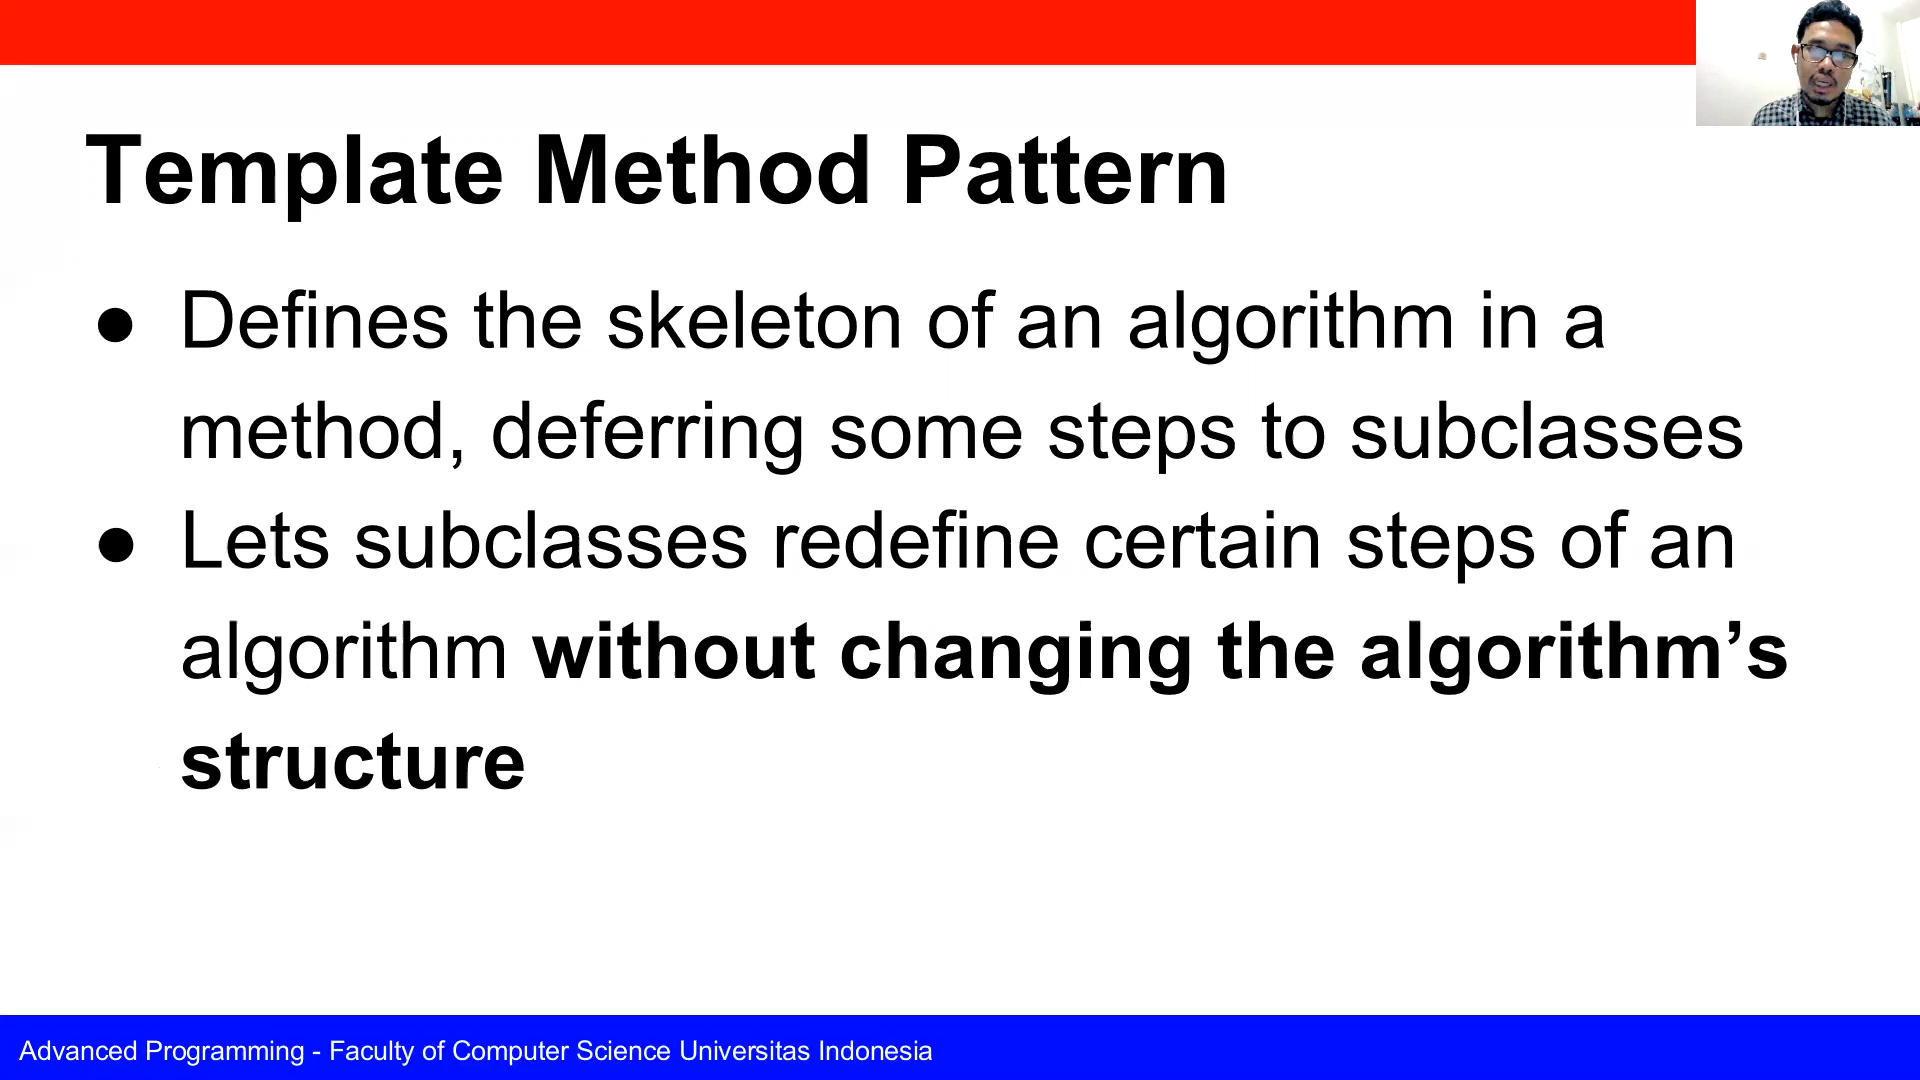 Template Method Pattern
● Defines the skeleton of an algorithm in a
method, deferring some steps to subclasses
● Lets subclasses redefine certain steps of an
algorithm without changing the algorithm’s
structure
Advanced Programming - Faculty of Computer Science Universitas Indonesia